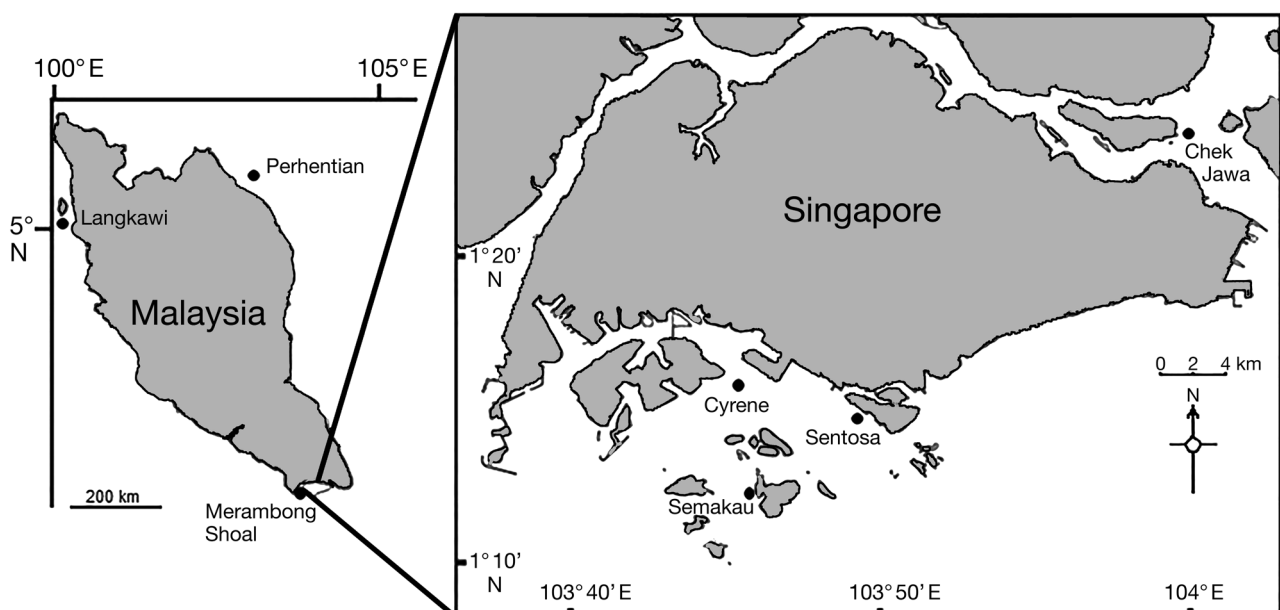 100° E
105° E
Perhentian
Langkawi
5°
N
Malaysia
200 km
Merambong
Shoal
Chek
Jawa
Singapore
1° 20'
N
0 2 4 km
N
Cyrene
Sentosa
Semakau
1° 10'
N
103° 40' E
103° 50' E
104° E